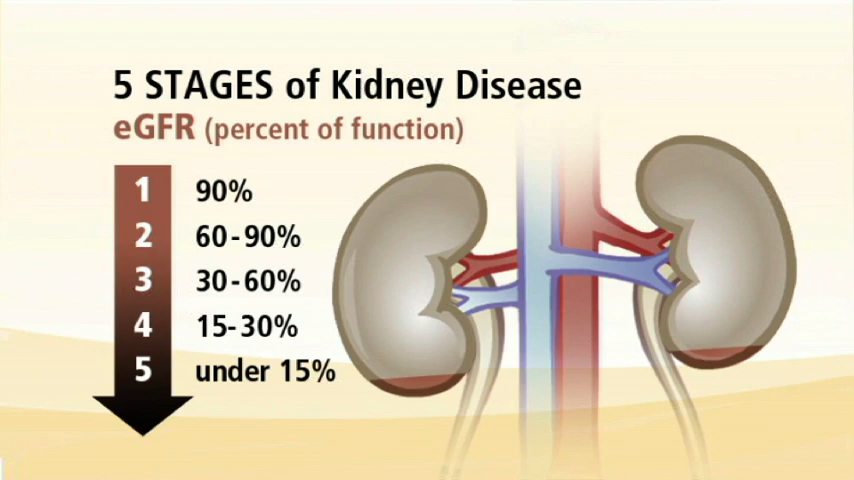 5 STAGES of Kidney Disease
eGFR (percent of function)
1 90%
2 60-90%
3 30-60%
4 15-30%
5 under 15%